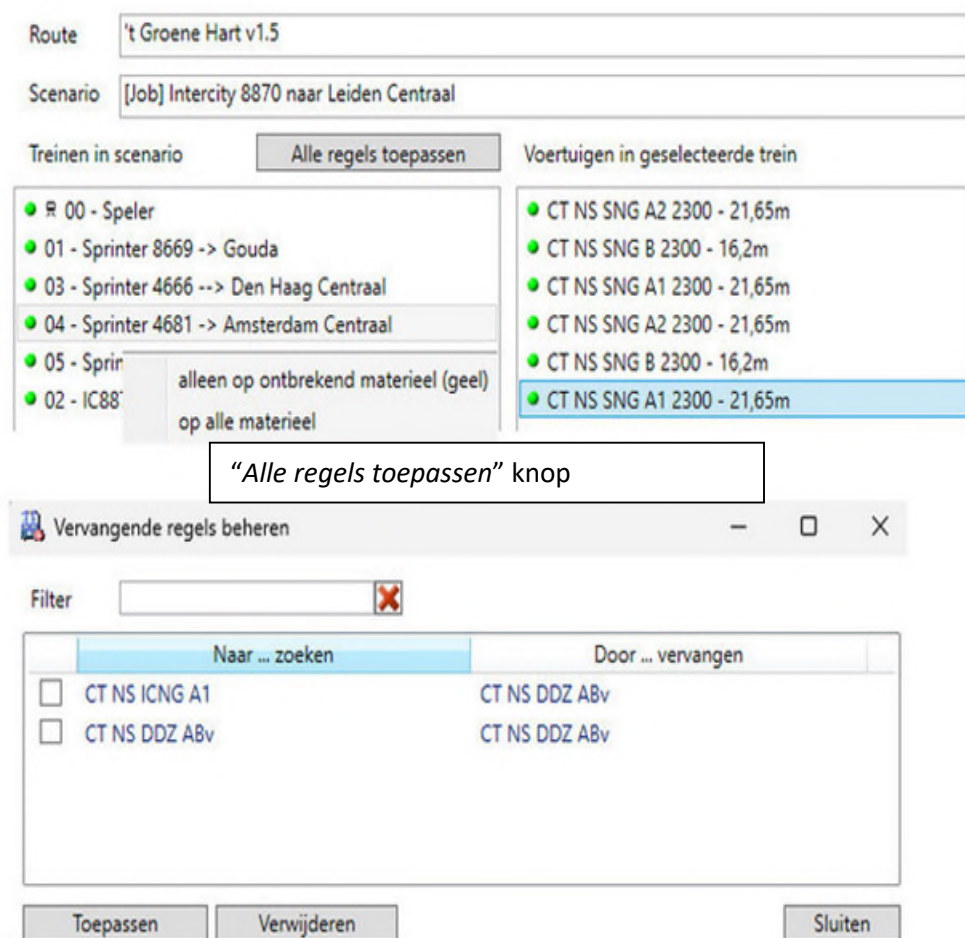 Route 't Groene Hart v1.5
Scenario [Job] Intercity 8870 naar Leiden Centraal
Treinen in scenario Alle regels toepassen Voertuigen in geselecteerde trein
00 - Speler
01 - Sprinter 8669 -> Gouda
03 - Sprinter 4666 --> Den Haag Centraal
04 - Sprinter 4681 -> Amsterdam Centraal
05 - Sprin
02 - IC88
alleen op ontbrekend materieel (geel)
op alle materieel
CT NS SNG A2 2300 - 21,65m
CT NS SNG B 2300 - 16,2m
CT NS SNG A1 2300 - 21,65m
CT NS SNG A2 2300 - 21,65m
CT NS SNG B 2300 - 16,2m
CT NS SNG A1 2300 - 21,65m
“Alle regels toepassen” knop
Vervangende regels beheren
Filter
Naar ... zoeken Door ... vervangen
CT NS ICNG A1 CT NS DDZ ABv
CT NS DDZ ABv CT NS DDZ ABv
Toepassen Verwijderen Sluiten